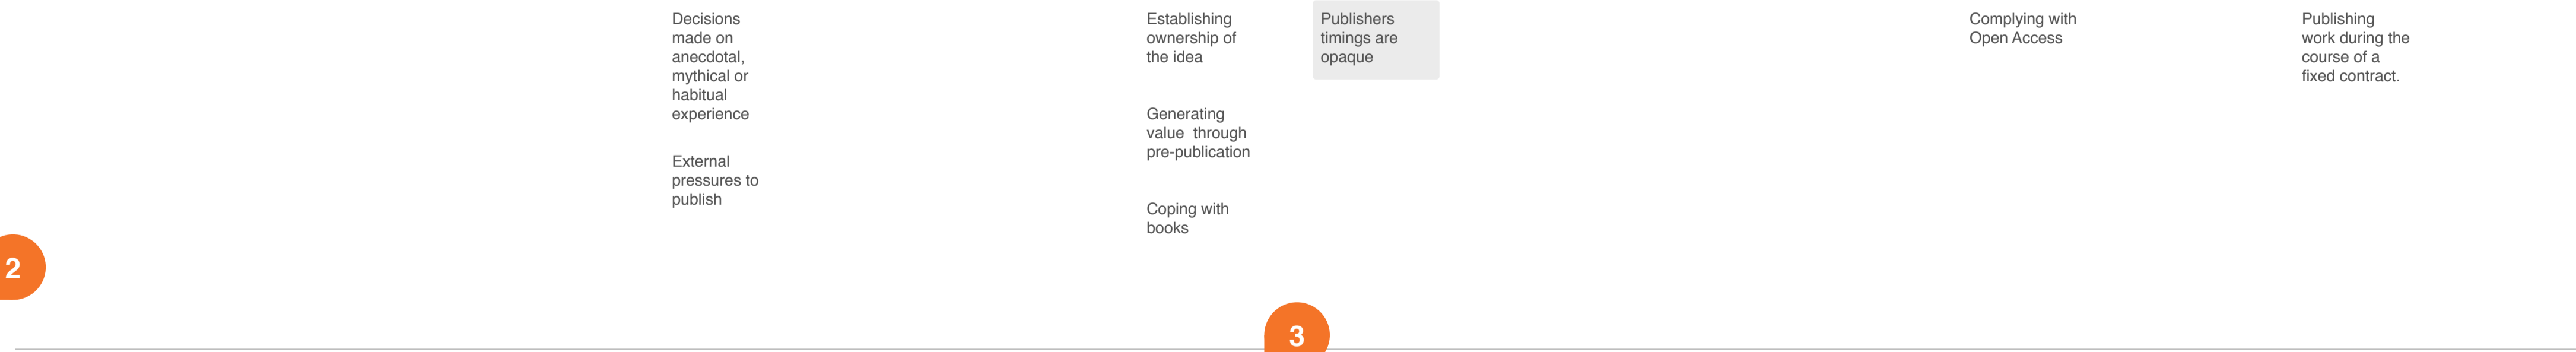 Decisions
made on
anecdotal,
mythical or
habitual
experience
External
pressures to
publish
Establishing
ownership of
the idea
Generating
value  through
pre-publication
Coping with
books
Publishers
timings are
opaque
Complying with
Open Access
Publishing
work during the
course of a
fixed contract.
2
3